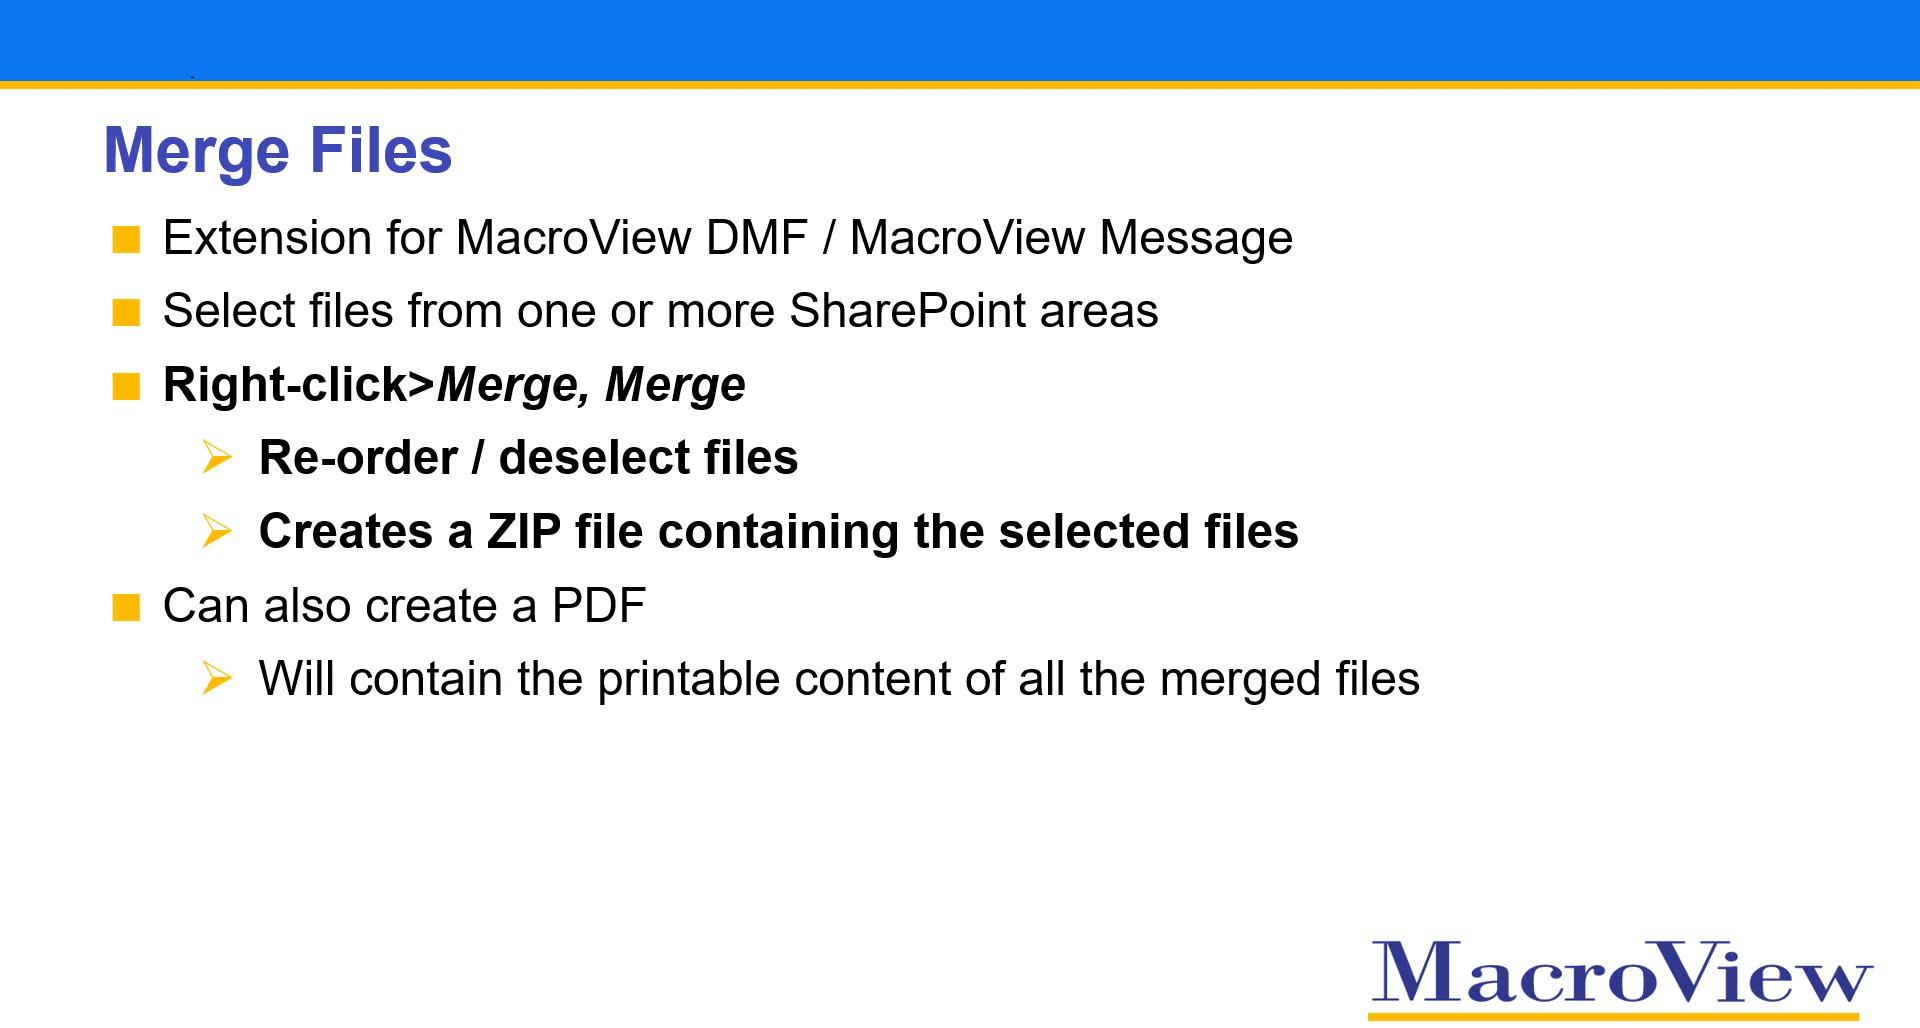 Merge Files
Extension for MacroView DMF / MacroView Message
Select files from one or more SharePoint areas
Right-click>Merge, Merge
Re-order / deselect files
Creates a ZIP file containing the selected files
Can also create a PDF
Will contain the printable content of all the merged files
MacroView